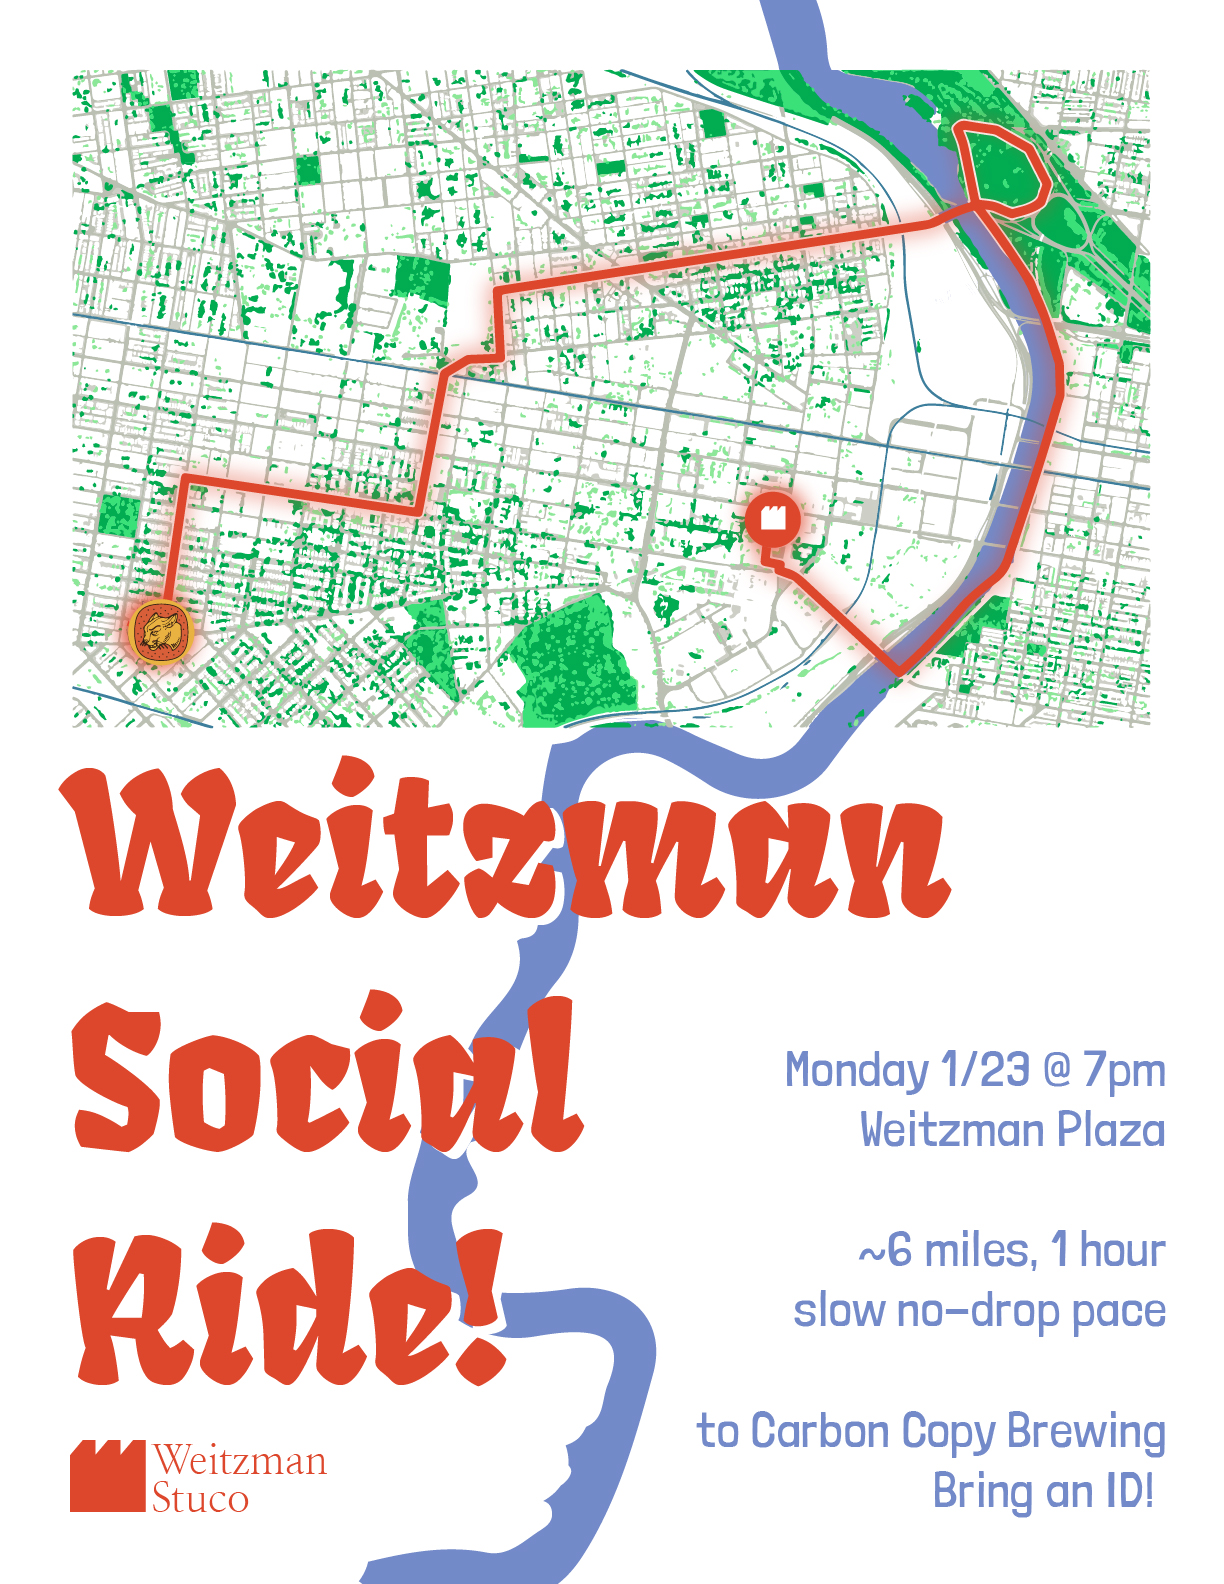 Weitzman
Social
Ride!
Monday 1/23 @ 7pm
Weitzman Plaza
~6 miles, 1 hour
slow no-drop pace
to Carbon Copy Brewing
Bring an ID!
Weitzman
Stuco